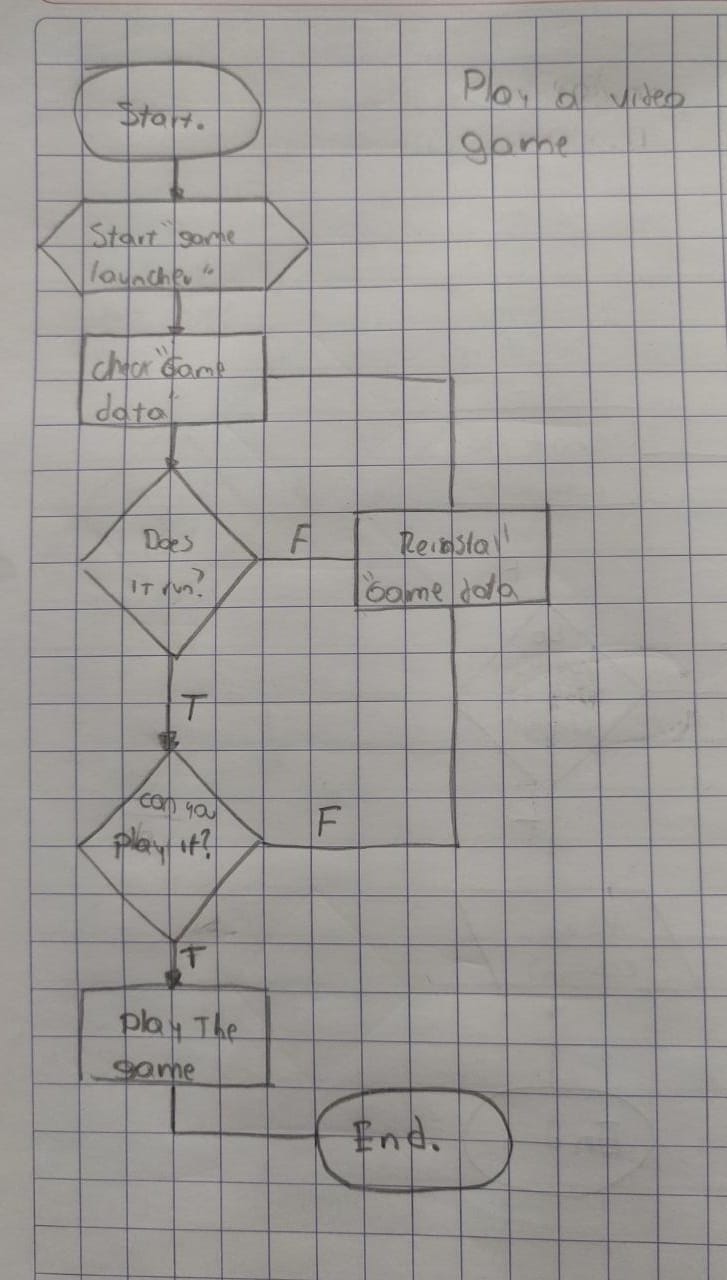 Play a video
game
Start.
Start "game
launcher"
check "Game
data"
Does
IT run?
F
Reinstall
"Game data
T
can you
play it?
F
T
play The
game
End.